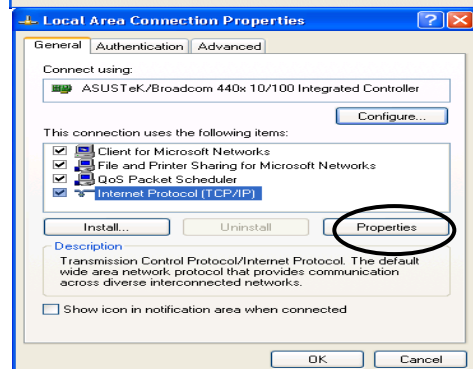 Local Area Connection Properties
General Authentication Advanced
Connect using:
ASUSTeK/Broadcom 440x 10/100 Integrated Controller
Configure...
This connection uses the following items:
Client for Microsoft Networks
File and Printer Sharing for Microsoft Networks
QoS Packet Scheduler
Internet Protocol (TCP/IP)
Install... Uninstall Properties
Description
Transmission Control Protocol/Internet Protocol. The default
wide area network protocol that provides communication
across diverse interconnected networks.
Show icon in notification area when connected
OK Cancel